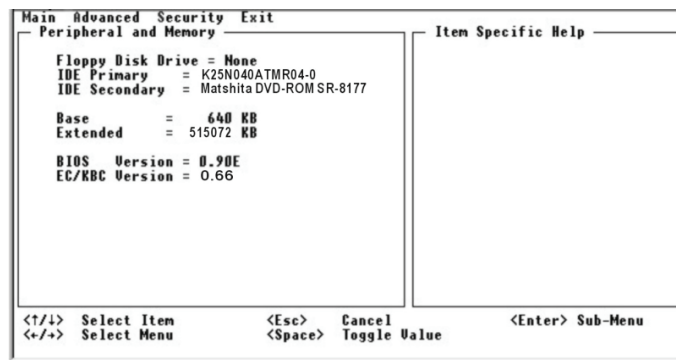 Main Advanced Security Exit
Peripheral and Memory
Item Specific Help
Floppy Disk Drive = None
IDE Primary = K25N040ATMR04-0
IDE Secondary = Matshita DVD-ROM SR-8177
Base = 640 KB
Extended = 515072 KB
BIOS Version = 0.90E
EC/KBC Version = 0.66
<↑/↓> Select Item <Esc> Cancel <Enter> Sub-Menu
<←/→> Select Menu <Space> Toggle Value